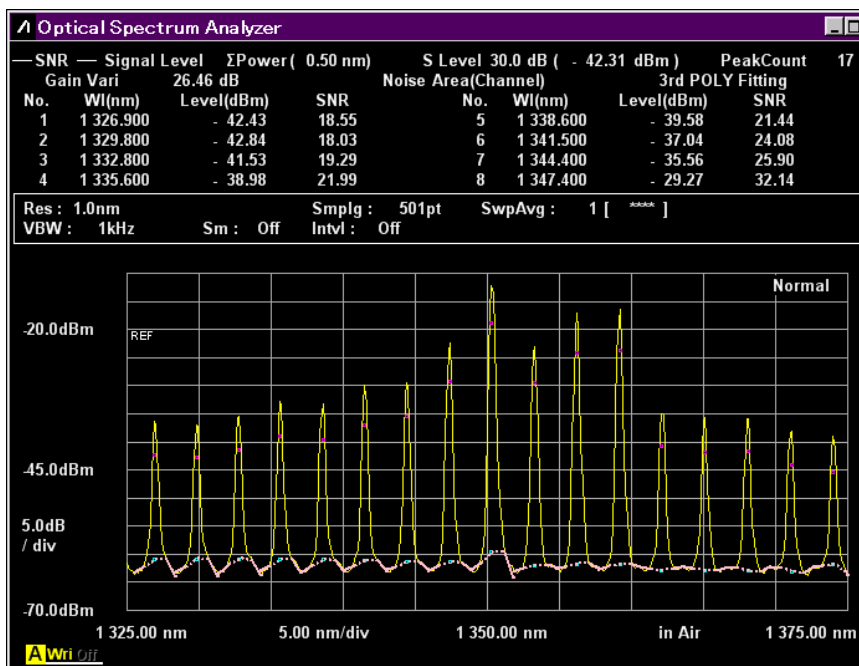 Optical Spectrum Analyzer
SNR Signal Level ΣPower( 0.50 nm) S Level 30.0 dB ( - 42.31 dBm ) PeakCount 17
Gain Vari 26.46 dB Noise Area(Channel) 3rd POLY Fitting
No. Wl(nm) Level(dBm) SNR No. Wl(nm) Level(dBm) SNR
1 1 326.900 - 42.43 18.55 5 1 338.600 - 39.58 21.44
2 1 329.800 - 42.84 18.03 6 1 341.500 - 37.04 24.08
3 1 332.800 - 41.53 19.29 7 1 344.400 - 35.56 25.90
4 1 335.600 - 38.98 21.99 8 1 347.400 - 29.27 32.14
Res : 1.0nm Smplg : 501pt SwpAvg : 1 [ **** ]
VBW : 1kHz Sm : Off Intvl : Off
Normal
-20.0dBm REF
-45.0dBm
5.0dB
/ div
-70.0dBm
1 325.00 nm 5.00 nm/div 1 350.00 nm in Air 1 375.00 nm
A Wri Off